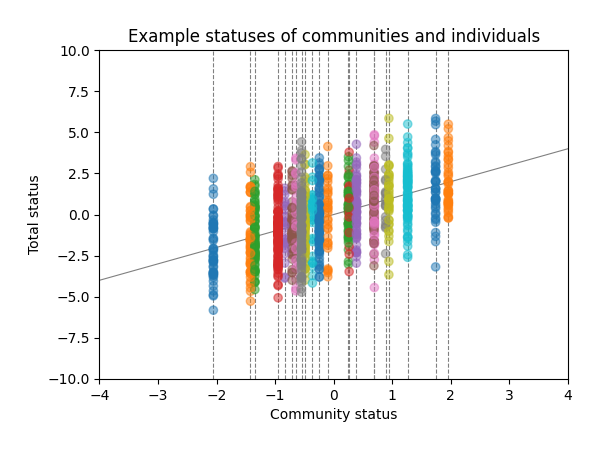 Example statuses of communities and individuals
10.0
7.5
5.0
2.5
0.0
−2.5
−5.0
−7.5
−10.0
Total status
−4 −3 −2 −1 0 1 2 3 4
Community status